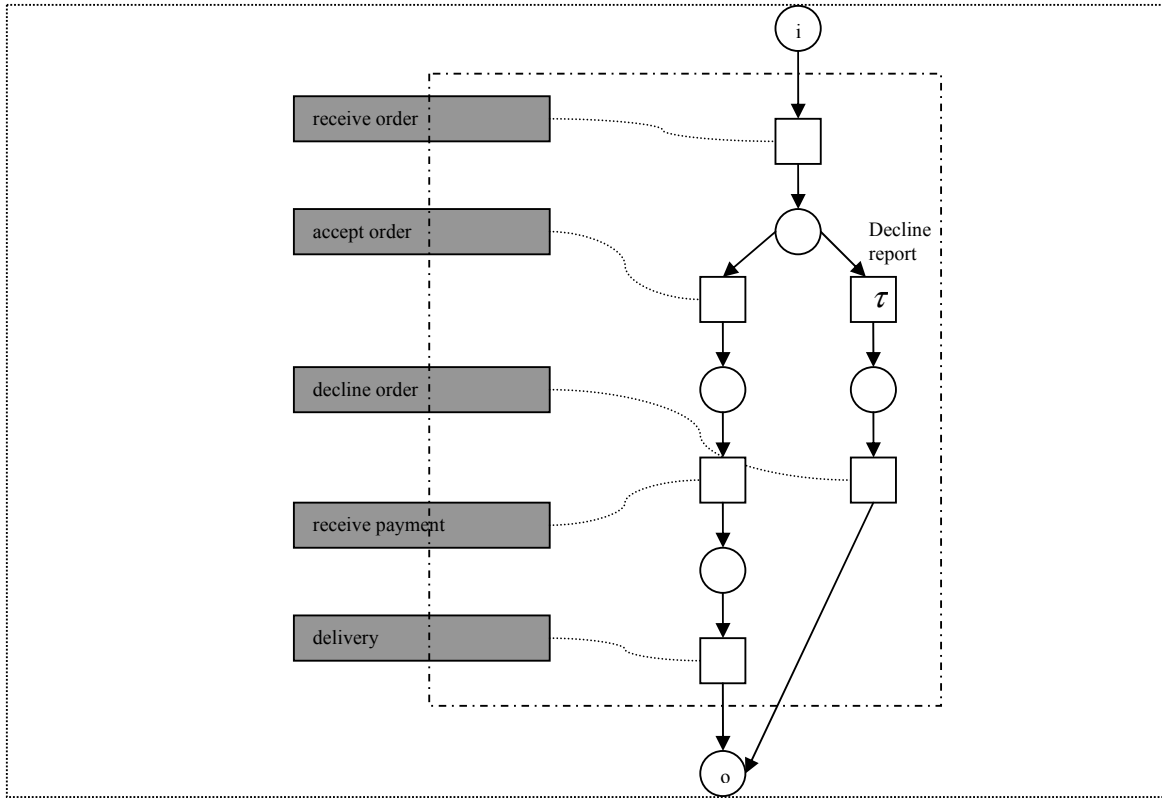 i
receive order
accept order
Decline
report
τ
decline order
receive payment
delivery
o